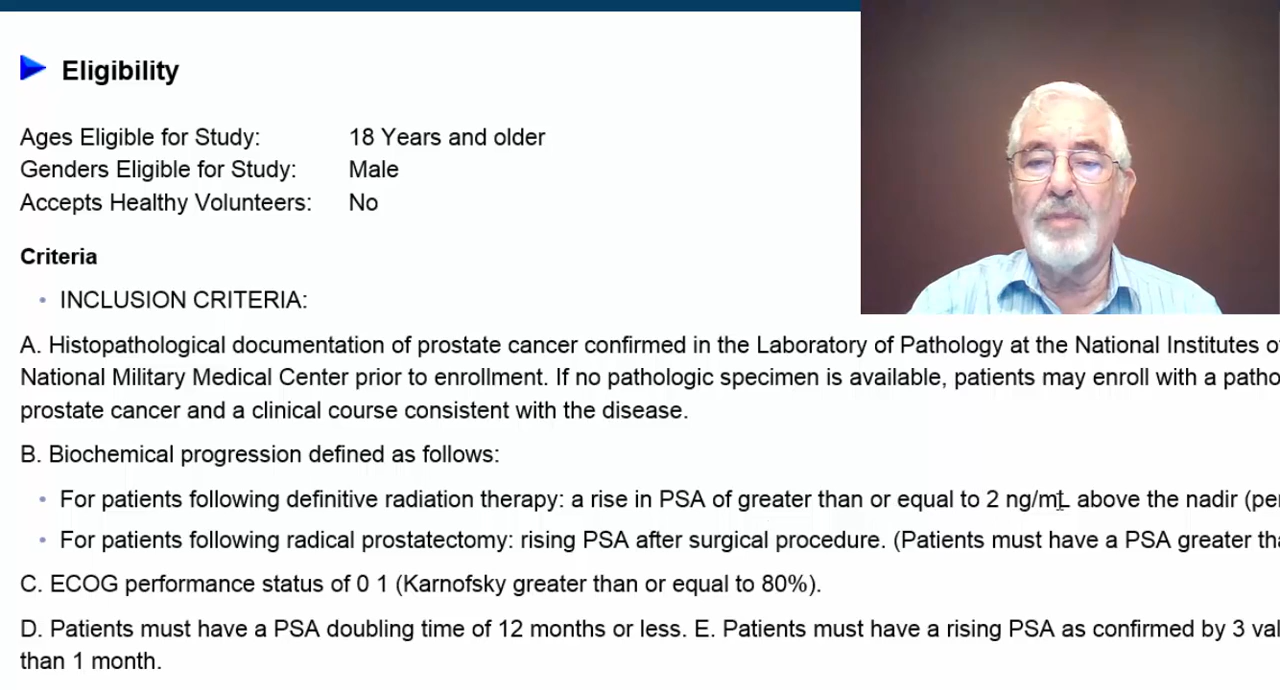 Eligibility
Ages Eligible for Study: 18 Years and older
Genders Eligible for Study: Male
Accepts Healthy Volunteers: No
Criteria
• INCLUSION CRITERIA:
A. Histopathological documentation of prostate cancer confirmed in the Laboratory of Pathology at the National Institutes
National Military Medical Center prior to enrollment. If no pathologic specimen is available, patients may enroll with a
prostate cancer and a clinical course consistent with the disease.
B. Biochemical progression defined as follows:
• For patients following definitive radiation therapy: a rise in PSA of greater than or equal to 2 ng/mL above the nadir
• For patients following radical prostatectomy: rising PSA after surgical procedure. (Patients must have a PSA greater
C. ECOG performance status of 0 1 (Karnofsky greater than or equal to 80%).
D. Patients must have a PSA doubling time of 12 months or less. E. Patients must have a rising PSA as confirmed by 3
than 1 month.